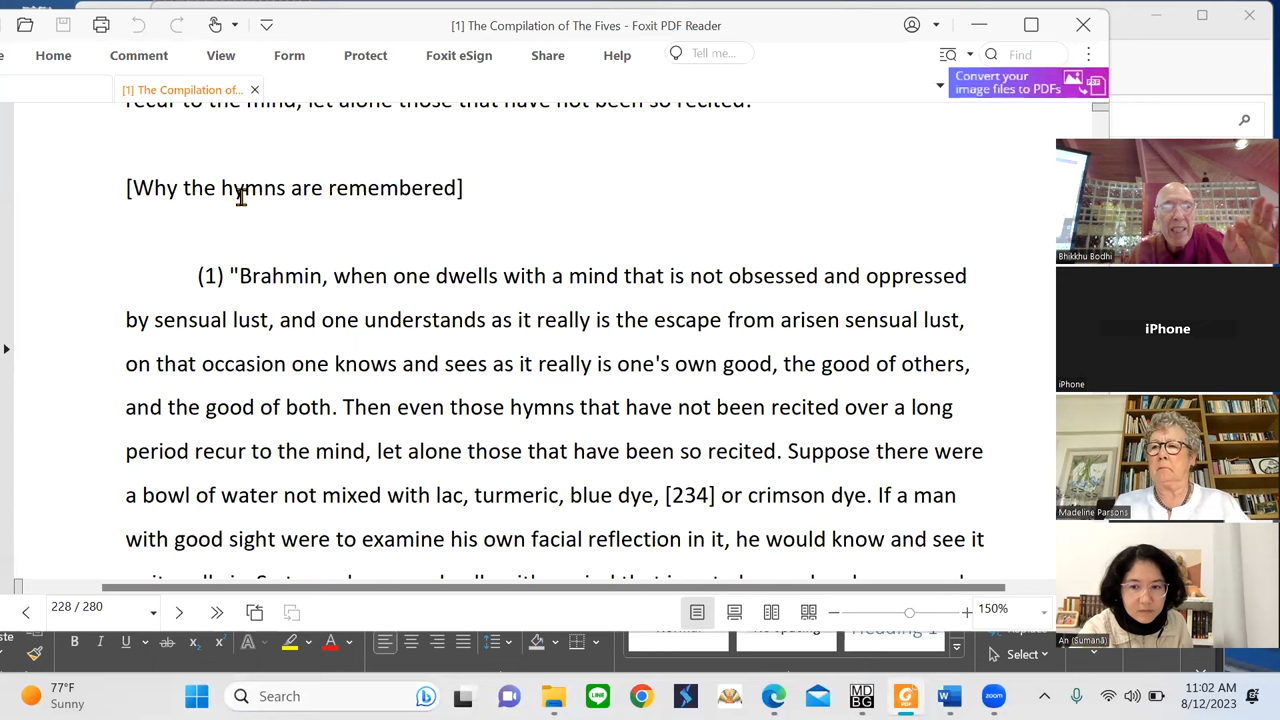 [1] The Compilation of The Fives - Foxit PDF Reader
Home Comment View Form Protect Foxit eSign Share Help Tell me... Find
[1] The Compilation of...
Convert your
image files to PDFs
recur to the mind, let alone those that have not been so recited.
[Why the hymns are remembered]
(1) "Brahmin, when one dwells with a mind that is not obsessed and oppressed
by sensual lust, and one understands as it really is the escape from arisen sensual lust,
on that occasion one knows and sees as it really is one's own good, the good of others,
and the good of both. Then even those hymns that have not been recited over a long
period recur to the mind, let alone those that have been so recited. Suppose there were
a bowl of water not mixed with lac, turmeric, blue dye, [234] or crimson dye. If a man
with good sight were to examine his own facial reflection in it, he would know and see it
Bhikkhu Bodhi
iPhone
iPhone
Madeline Parsons
An (Sumanā)
228 / 280
150%
B I U ab x₂ x² A A
Heading 1
Select
77°F
Sunny
Search
MD
BG
PDF
W
zoom
11:02 AM
8/12/2023